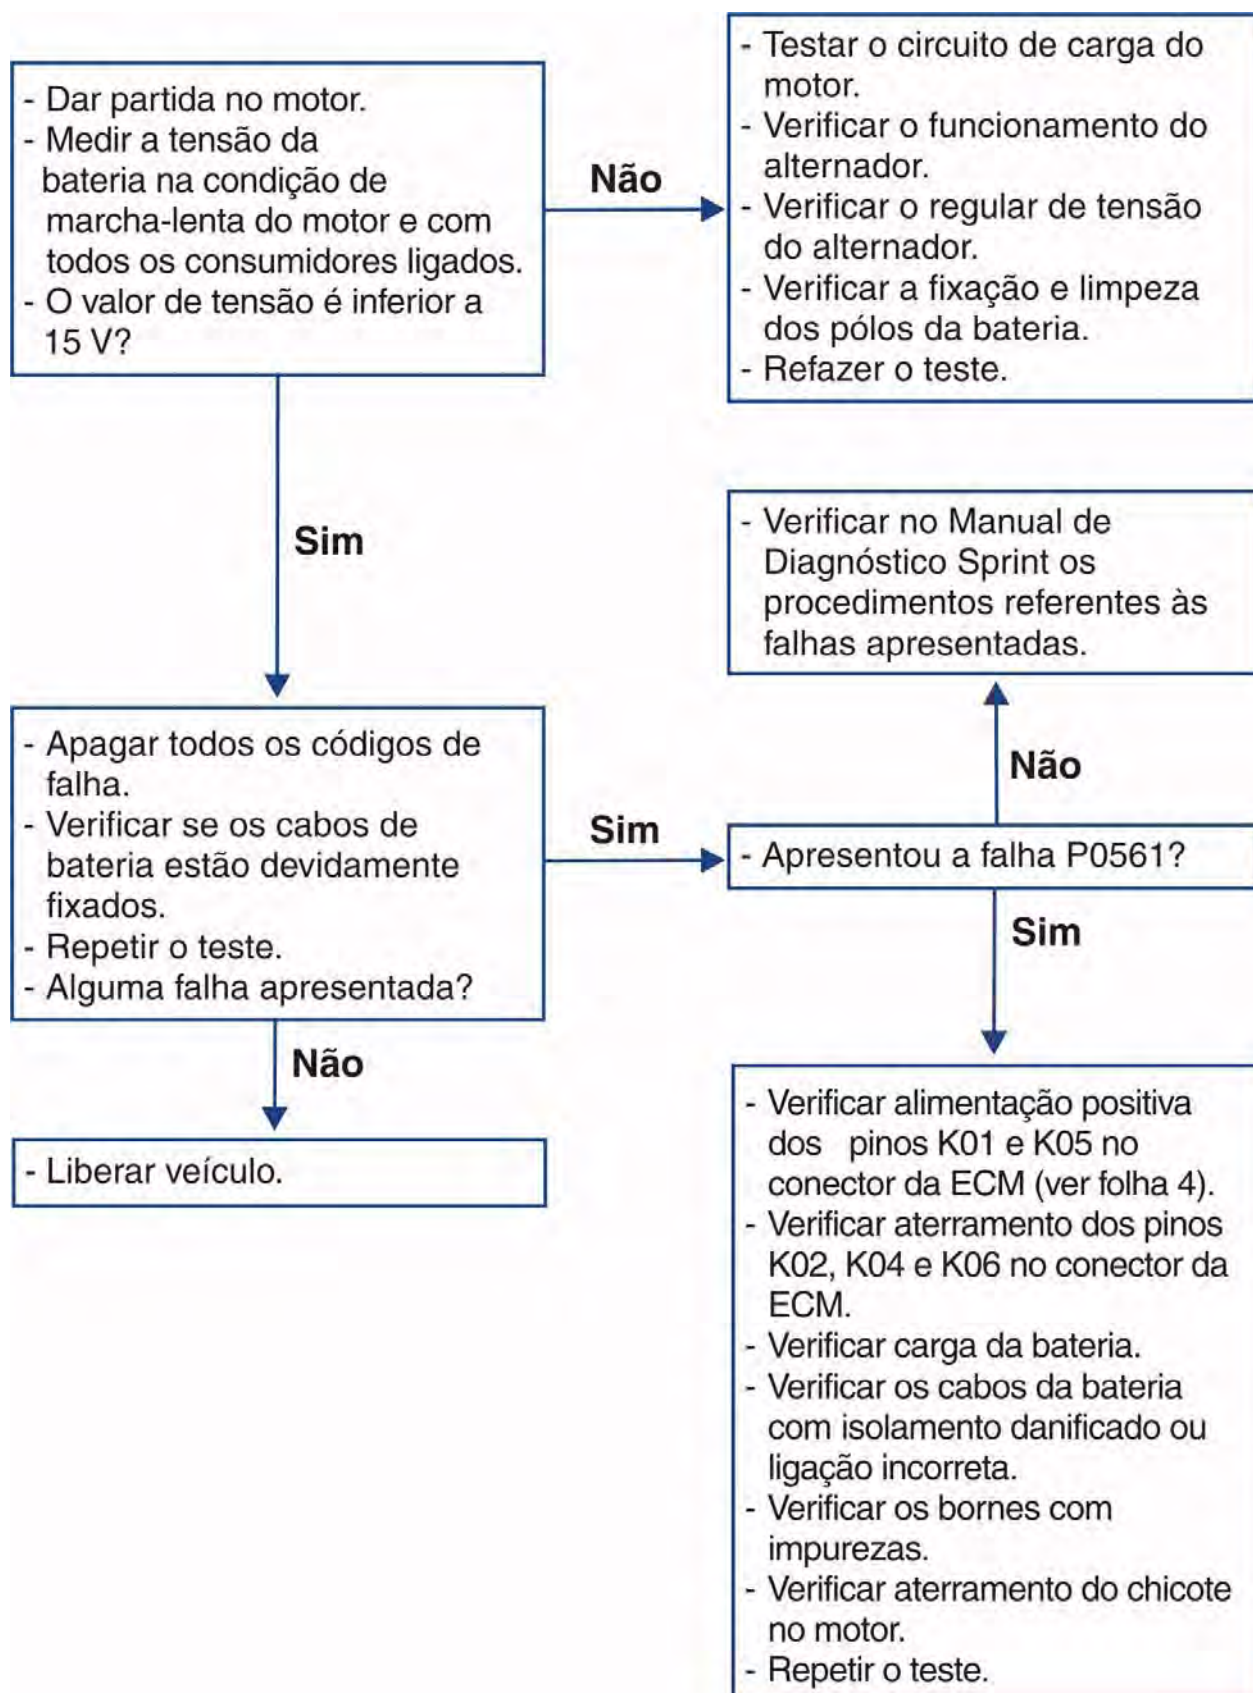 - Dar partida no motor.
- Medir a tensão da
bateria na condição de
marcha-lenta do motor e com
todos os consumidores ligados.
- O valor de tensão é inferior a
15 V?
Não
- Testar o circuito de carga do
motor.
- Verificar o funcionamento do
alternador.
- Verificar o regular de tensão
do alternador.
- Verificar a fixação e limpeza
dos pólos da bateria.
- Refazer o teste.
Sim
- Verificar no Manual de
Diagnóstico Sprint os
procedimentos referentes às
falhas apresentadas.
- Apagar todos os códigos de
falha.
- Verificar se os cabos de
bateria estão devidamente
fixados.
- Repetir o teste.
- Alguma falha apresentada?
Sim
Não
- Apresentou a falha P0561?
Sim
Não
- Liberar veículo.
- Verificar alimentação positiva
dos pinos K01 e K05 no
conector da ECM (ver folha 4).
- Verificar aterramento dos pinos
K02, K04 e K06 no conector da
ECM.
- Verificar carga da bateria.
- Verificar os cabos da bateria
com isolamento danificado ou
ligação incorreta.
- Verificar os bornes com
impurezas.
- Verificar aterramento do chicote
no motor.
- Repetir o teste.